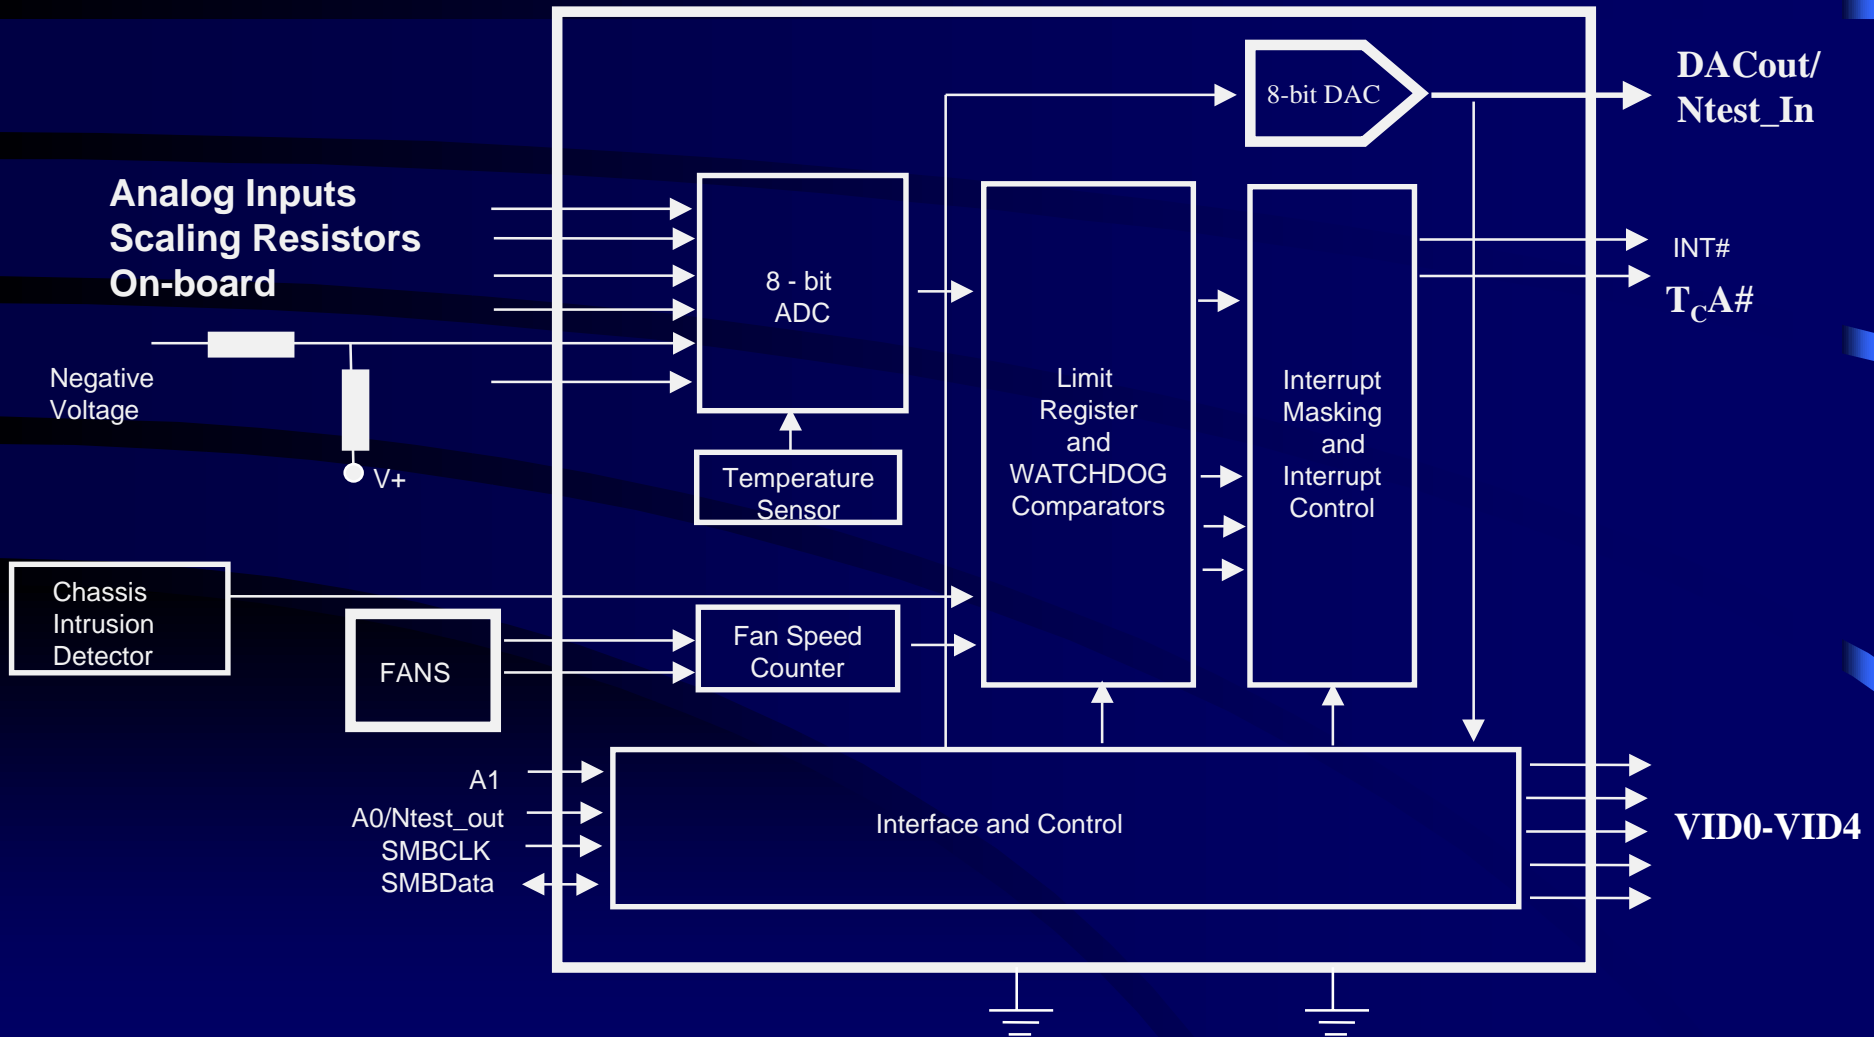 8-bit DAC
DACout/
Ntest_In
Analog Inputs
Scaling Resistors
On-board
8 - bit
ADC
INT#
TCA#
Negative
Voltage
V+
Limit
Register
and
WATCHDOG
Comparators
Interrupt
Masking
and
Interrupt
Control
Temperature
Sensor
Chassis
Intrusion
Detector
FANS
Fan Speed
Counter
A1
A0/Ntest_out
SMBCLK
SMBData
Interface and Control
VID0-VID4